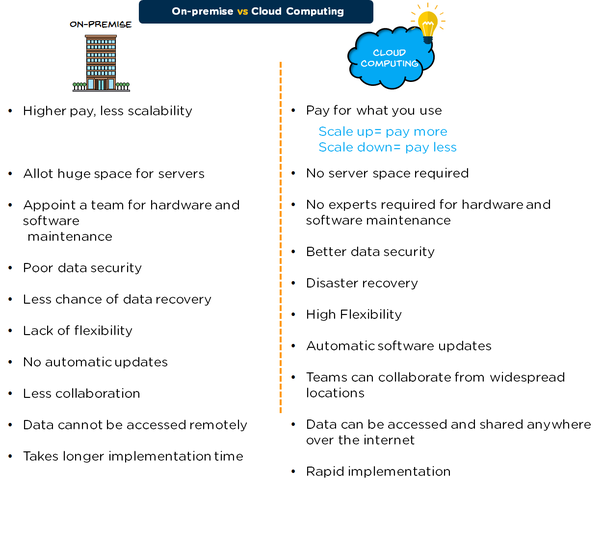 On-premise vs Cloud Computing
ON-PREMISE
• Higher pay, less scalability
• Allot huge space for servers
• Appoint a team for hardware and
software
maintenance
• Poor data security
• Less chance of data recovery
• Lack of flexibility
• No automatic updates
• Less collaboration
• Data cannot be accessed remotely
• Takes longer implementation time
CLOUD
COMPUTING
• Pay for what you use
Scale up= pay more
Scale down= pay less
• No server space required
• No experts required for hardware and
software maintenance
• Better data security
• Disaster recovery
• High Flexibility
• Automatic software updates
• Teams can collaborate from widespread
locations
• Data can be accessed and shared anywhere
over the internet
• Rapid implementation